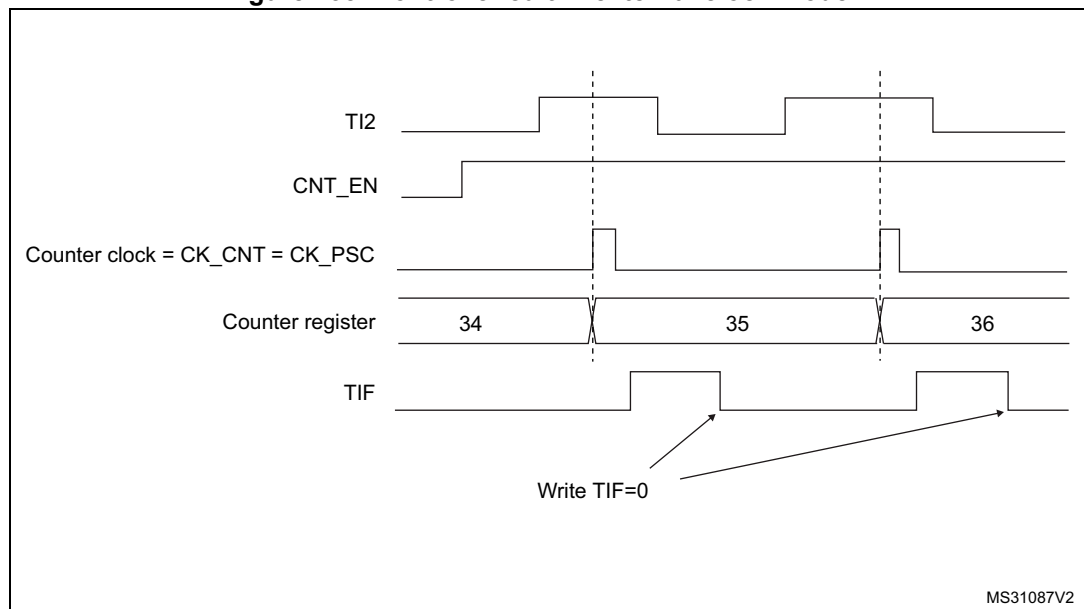 TI2
CNT_EN
Counter clock = CK_CNT = CK_PSC
Counter register
34
35
36
TIF
Write TIF=0
MS31087V2